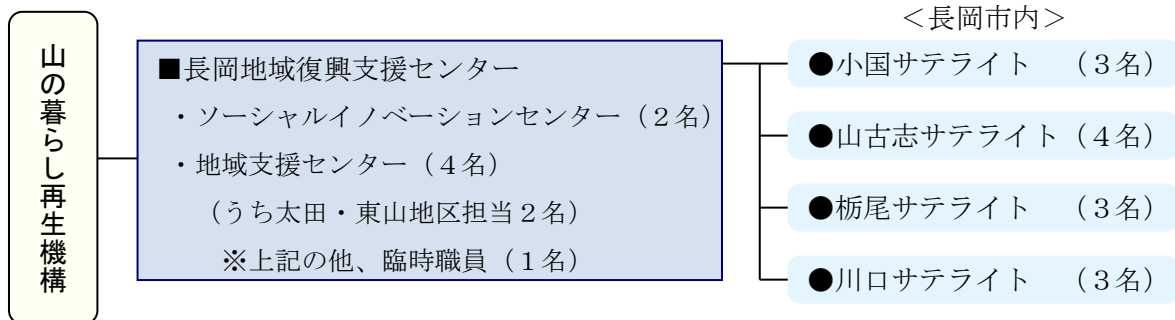 山の暮らし再生機構
■長岡地域復興支援センター
・ソーシャルイノベーションセンター（２名）
・地域支援センター（４名）
（うち太田・東山地区担当２名）
※上記の他、臨時職員（１名）
＜長岡市内＞
●小国サテライト　（３名）
●山古志サテライト（４名）
●栃尾サテライト　（３名）
●川口サテライト　（３名）